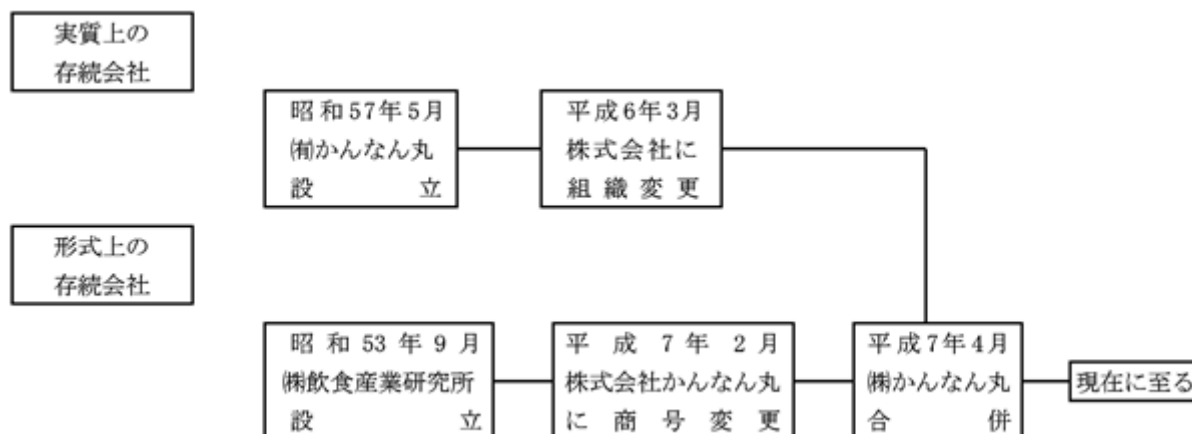 実質上の
存続会社
昭和57年5月
㈲かんなん丸
設立
平成6年3月
株式会社に
組織変更
形式上の
存続会社
昭和53年9月
㈱飲食産業研究所
設立
平成7年2月
株式会社かんなん丸
に商号変更
平成7年4月
㈱かんなん丸
合併
現在に至る